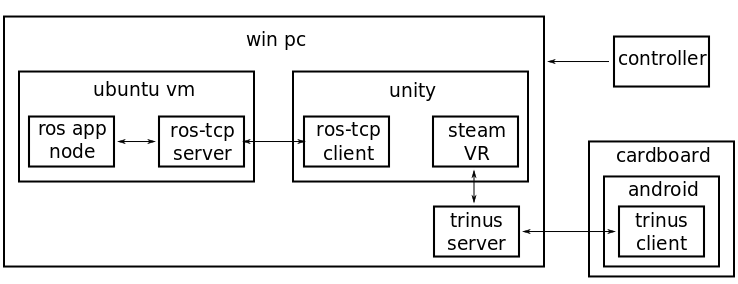 win pc
controller
ubuntu vm
unity
ros app
node
ros-tcp
server
ros-tcp
client
steam
VR
cardboard
android
trinus
server
trinus
client